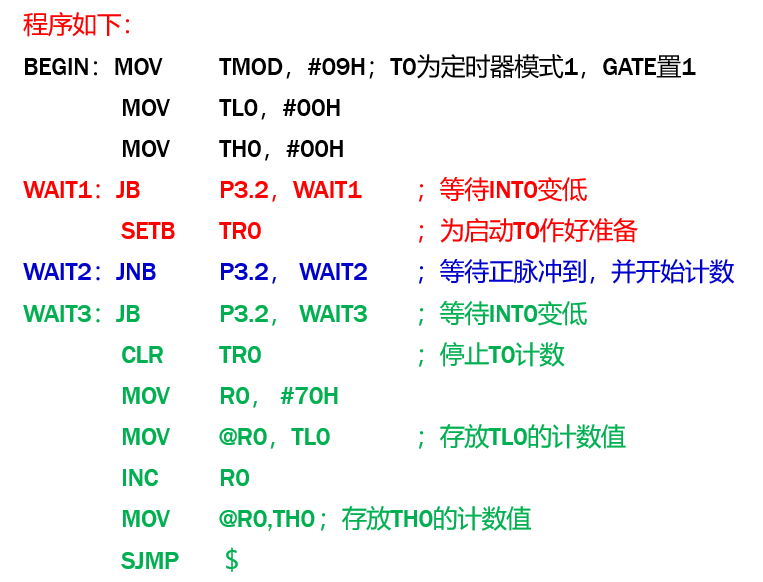 程序如下：
BEGIN：MOV TMOD，#09H；T0为定时器模式1，GATE置1
MOV TL0，#00H
MOV TH0，#00H
WAIT1：JB P3.2，WAIT1 ；等待INT0变低
SETB TR0 ；为启动T0作好准备
WAIT2：JNB P3.2， WAIT2 ；等待正脉冲到，并开始计数
WAIT3：JB P3.2， WAIT3 ；等待INT0变低
CLR TR0 ；停止T0计数
MOV R0， #70H
MOV @R0，TL0 ；存放TL0的计数值
INC R0
MOV @R0,TH0；存放TH0的计数值
SJMP $